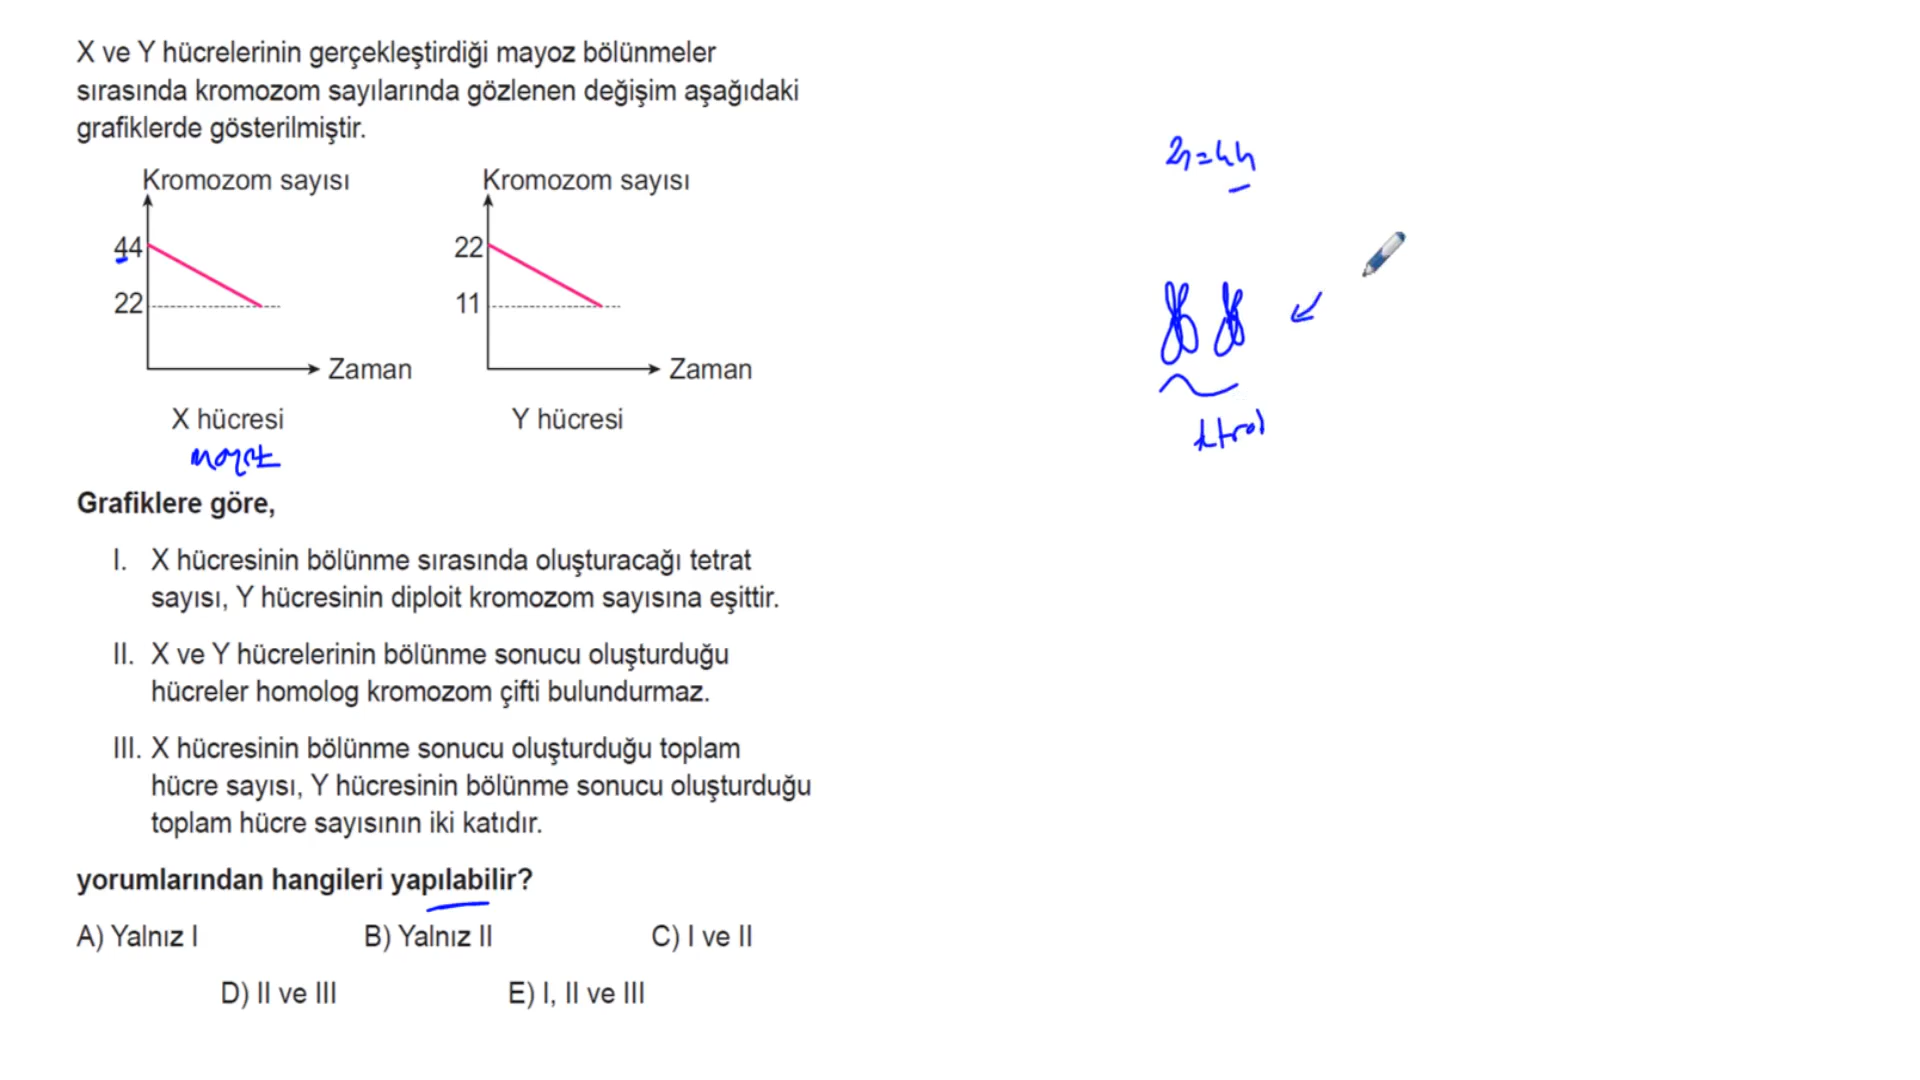 X ve Y hücrelerinin gerçekleştirdiği mayoz bölünmeler
sırasında kromozom sayılarında gözlenen değişim aşağıdaki
grafiklerde gösterilmiştir.
Kromozom sayısı
44
22
Zaman
X hücresi
Kromozom sayısı
22
11
Zaman
Y hücresi
2n=44
Grafiklere göre,
I. X hücresinin bölünme sırasında oluşturacağı tetrat
sayısı, Y hücresinin diploit kromozom sayısına eşittir.
II. X ve Y hücrelerinin bölünme sonucu oluşturduğu
hücreler homolog kromozom çifti bulundurmaz.
III. X hücresinin bölünme sonucu oluşturduğu toplam
hücre sayısı, Y hücresinin bölünme sonucu oluşturduğu
toplam hücre sayısının iki katıdır.
yorumlarından hangileri yapılabilir?
A) Yalnız I
B) Yalnız II
C) I ve II
D) II ve III
E) I, II ve III